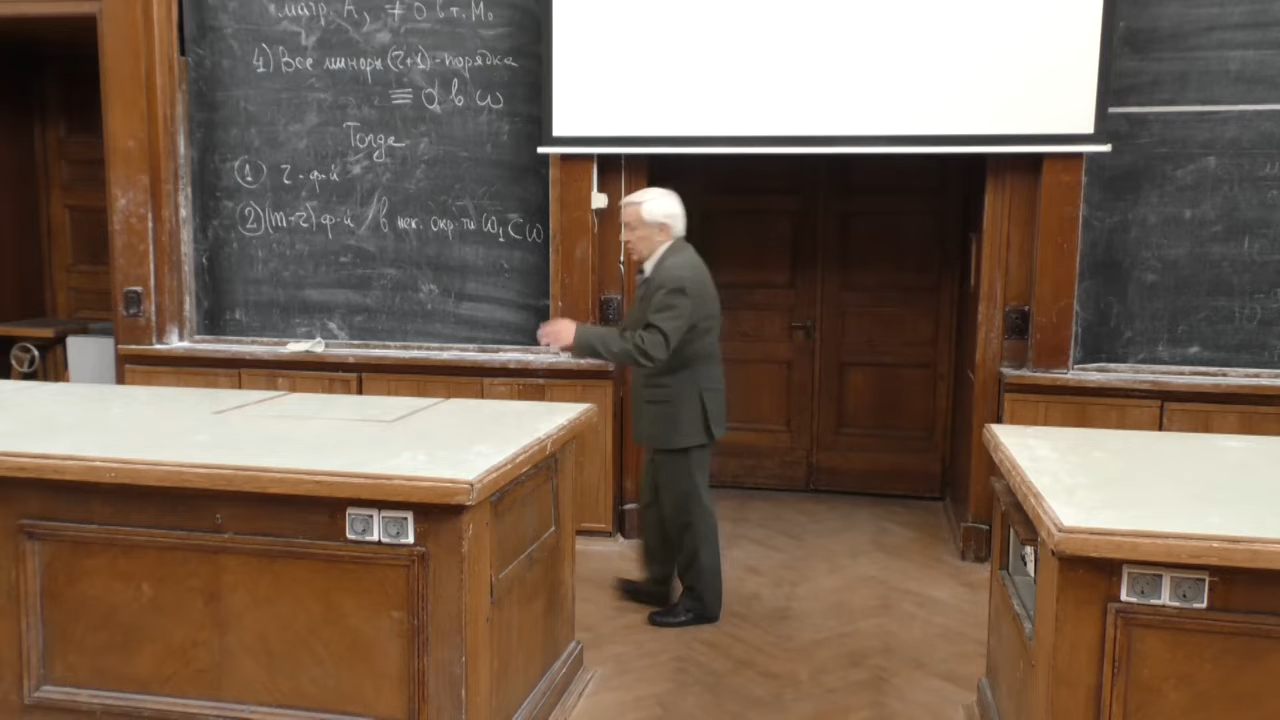 матр. A, ≠ 0 в т. M₀
4) Все миноры (r+1)-порядка
≡ 0 в ω
Тогда
① r ф-й
②(m-r) ф-й / в нек. окр-ти ω₁⊂ω